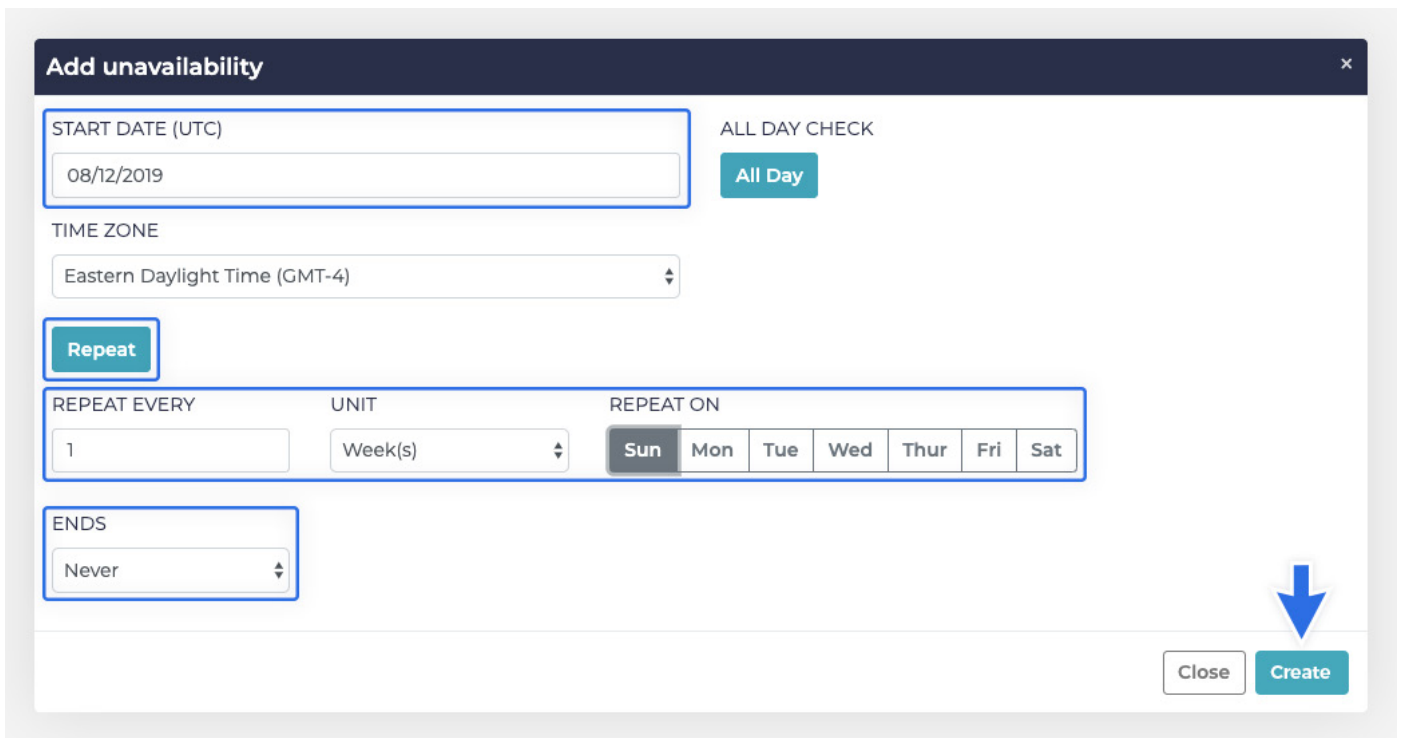 Add unavailability ×
START DATE (UTC) ALL DAY CHECK
08/12/2019 All Day
TIME ZONE
Eastern Daylight Time (GMT-4)
Repeat
REPEAT EVERY UNIT REPEAT ON
1 Week(s) Sun Mon Tue Wed Thur Fri Sat
ENDS
Never
Close Create